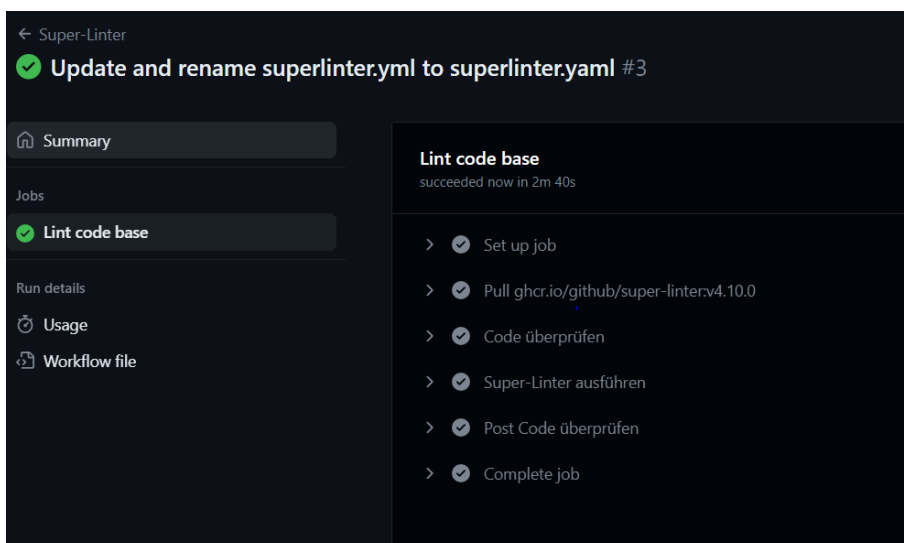 ← Super-Linter
Update and rename superlinter.yml to superlinter.yaml #3
Summary
Jobs
Lint code base
Run details
Usage
Workflow file
Lint code base
succeeded now in 2m 40s
Set up job
Pull ghcr.io/github/super-linter:v4.10.0
Code überprüfen
Super-Linter ausführen
Post Code überprüfen
Complete job